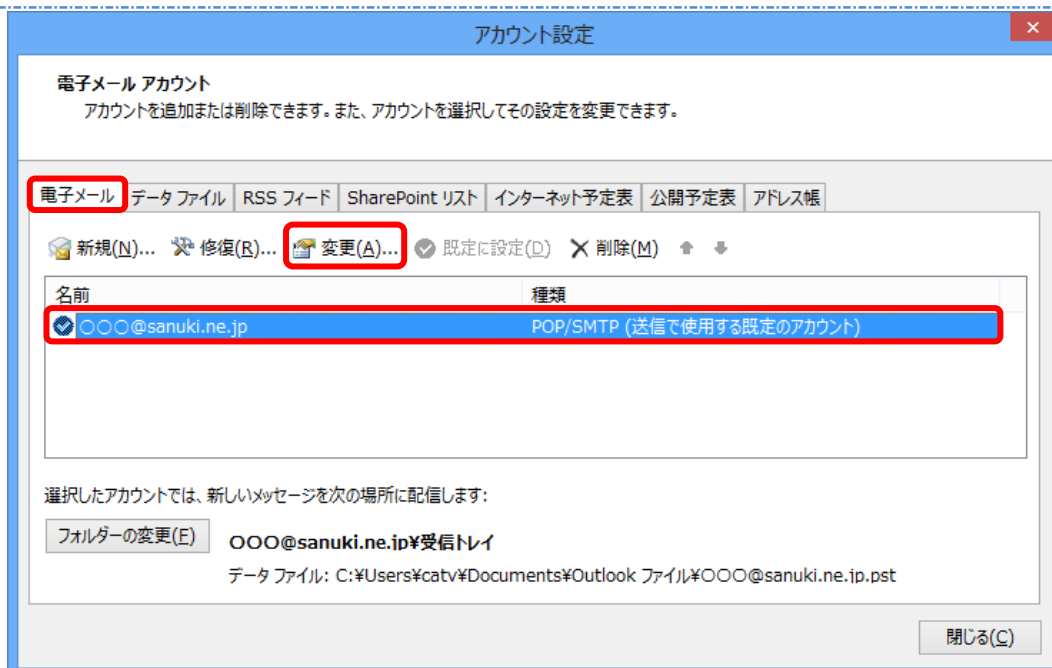 アカウント設定
電子メール アカウント
アカウントを追加または削除できます。また、アカウントを選択してその設定を変更できます。
電子メール データ ファイル RSS フィード SharePoint リスト インターネット予定表 公開予定表 アドレス帳
新規(N)... 修復(R)... 変更(A)... 既定に設定(D) 削除(M)
名前 種類
○○○@sanuki.ne.jp POP/SMTP (送信で使用する既定のアカウント)
選択したアカウントでは、新しいメッセージを次の場所に配信します:
フォルダーの変更(F) ○○○@sanuki.ne.jp¥受信トレイ
データ ファイル: C:¥Users¥catv¥Documents¥Outlook ファイル¥○○○@sanuki.ne.jp.pst
閉じる(C)